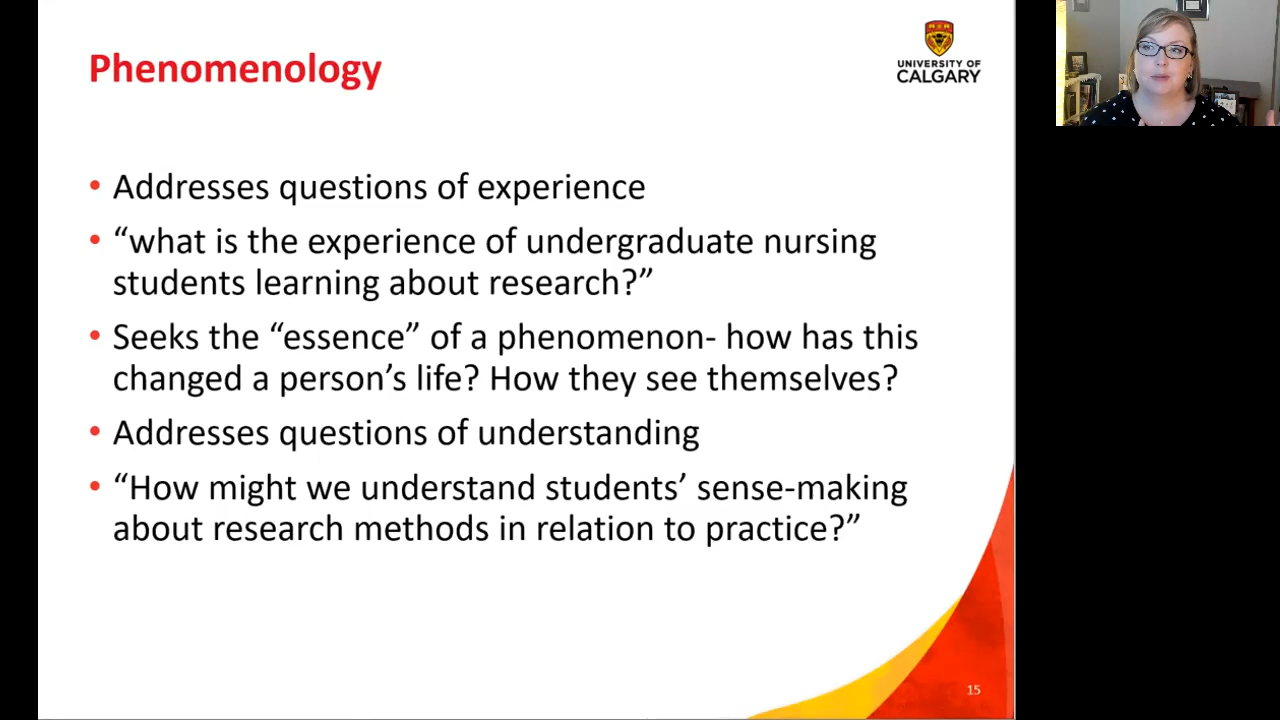 Phenomenology
UNIVERSITY OF
CALGARY
• Addresses questions of experience
• “what is the experience of undergraduate nursing
students learning about research?”
• Seeks the “essence” of a phenomenon- how has this
changed a person’s life? How they see themselves?
• Addresses questions of understanding
• “How might we understand students’ sense-making
about research methods in relation to practice?”
15